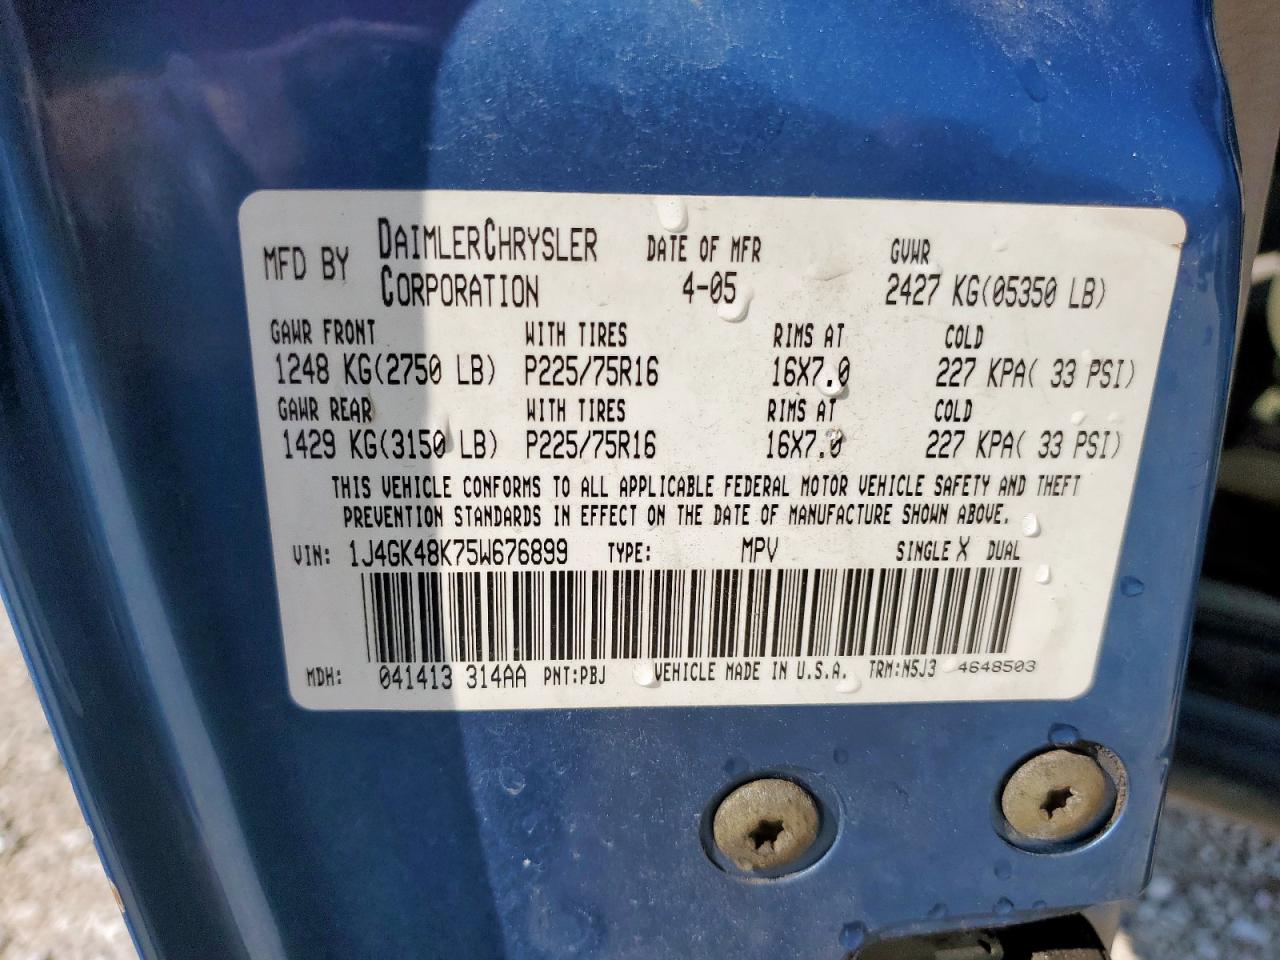 MFD BY DAIMLERCHRYSLER CORPORATION DATE OF MFR 4-05 GVWR 2427 KG(05350 LB)
GAWR FRONT WITH TIRES RIMS AT COLD
1248 KG(2750 LB) P225/75R16 16X7.0 227 KPA( 33 PSI)
GAWR REAR WITH TIRES RIMS AT COLD
1429 KG(3150 LB) P225/75R16 16X7.0 227 KPA( 33 PSI)
THIS VEHICLE CONFORMS TO ALL APPLICABLE FEDERAL MOTOR VEHICLE SAFETY AND THEFT
PREVENTION STANDARDS IN EFFECT ON THE DATE OF MANUFACTURE SHOWN ABOVE.
VIN: 1J4GK48K75W676899 TYPE: MPV SINGLE X DUAL
MDH: 041413 314AA PNT:PBJ VEHICLE MADE IN U.S.A. TRM:N5J3 4648503